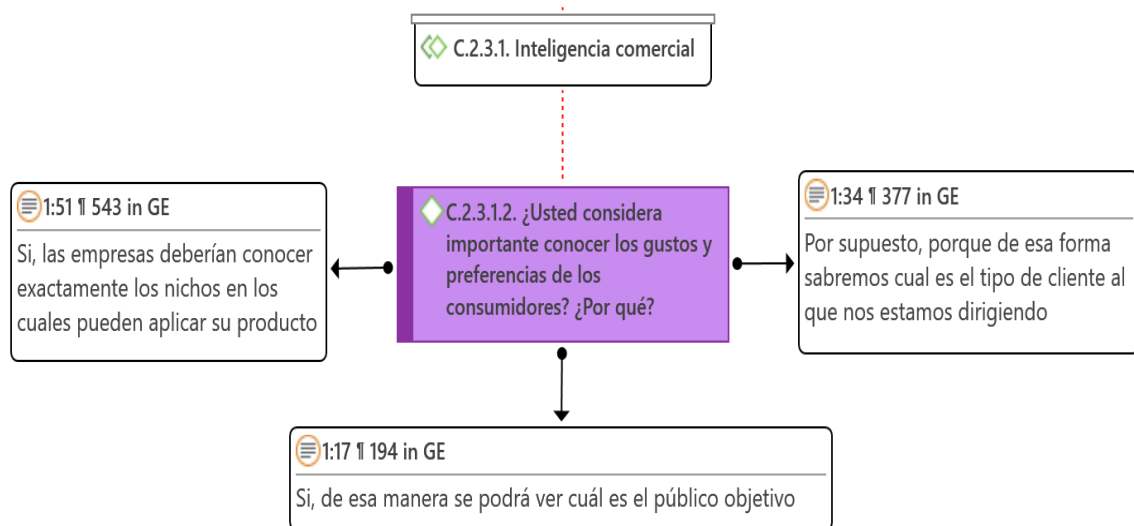 C.2.3.1. Inteligencia comercial
1:51 ¶ 543 in GE
Si, las empresas deberían conocer
exactamente los nichos en los
cuales pueden aplicar su producto
C.2.3.1.2. ¿Usted considera
importante conocer los gustos y
preferencias de los
consumidores? ¿Por qué?
1:34 ¶ 377 in GE
Por supuesto, porque de esa forma
sabremos cual es el tipo de cliente al
que nos estamos dirigiendo
1:17 ¶ 194 in GE
Si, de esa manera se podrá ver cuál es el público objetivo